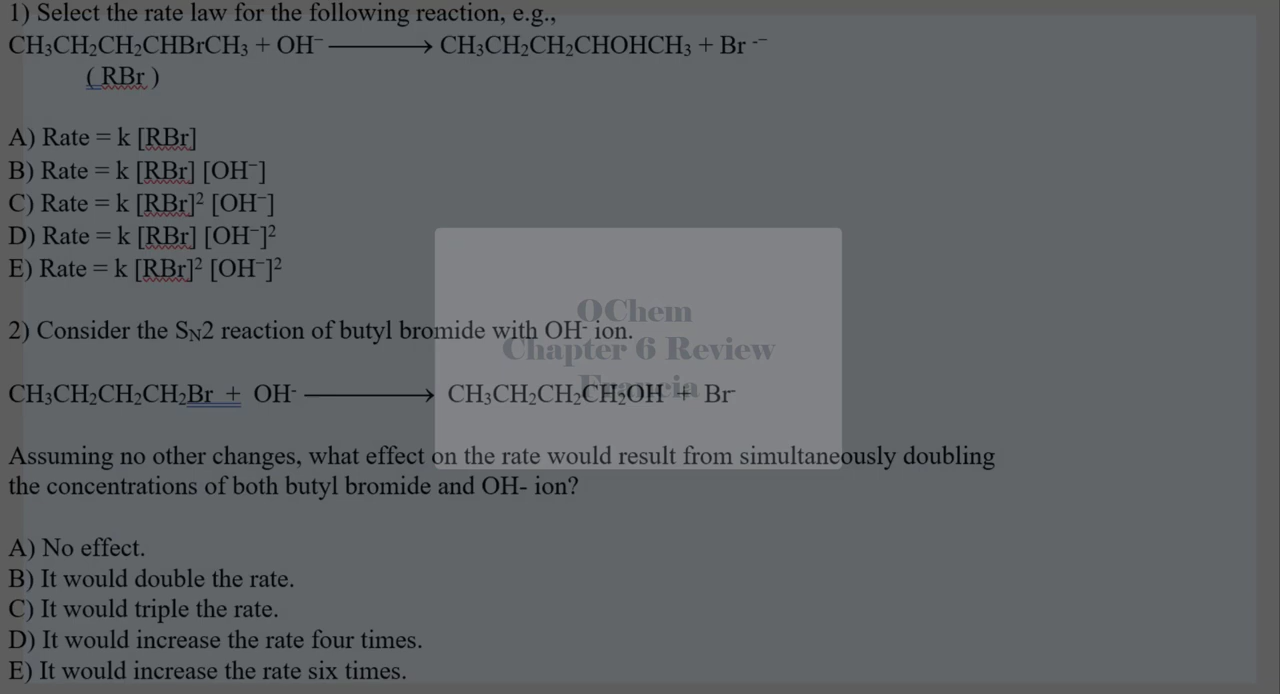 1) Select the rate law for the following reaction, e.g.,
CH₃CH₂CH₂CHBrCH₃ + OH⁻ ⟶ CH₃CH₂CH₂CHOHCH₃ + Br ⁻⁻
( RBr )
A) Rate = k [RBr]
B) Rate = k [RBr] [OH⁻]
C) Rate = k [RBr]² [OH⁻]
D) Rate = k [RBr] [OH⁻]²
E) Rate = k [RBr]² [OH⁻]²
OChem
2) Consider the SN2 reaction of butyl bromide with OH⁻ ion.
Chapter 6 Review
CH₃CH₂CH₂CH₂Br + OH⁻ ⟶ CH₃CH₂CH₂CH₂OH + Br⁻
Assuming no other changes, what effect on the rate would result from simultaneously doubling
the concentrations of both butyl bromide and OH- ion?
A) No effect.
B) It would double the rate.
C) It would triple the rate.
D) It would increase the rate four times.
E) It would increase the rate six times.